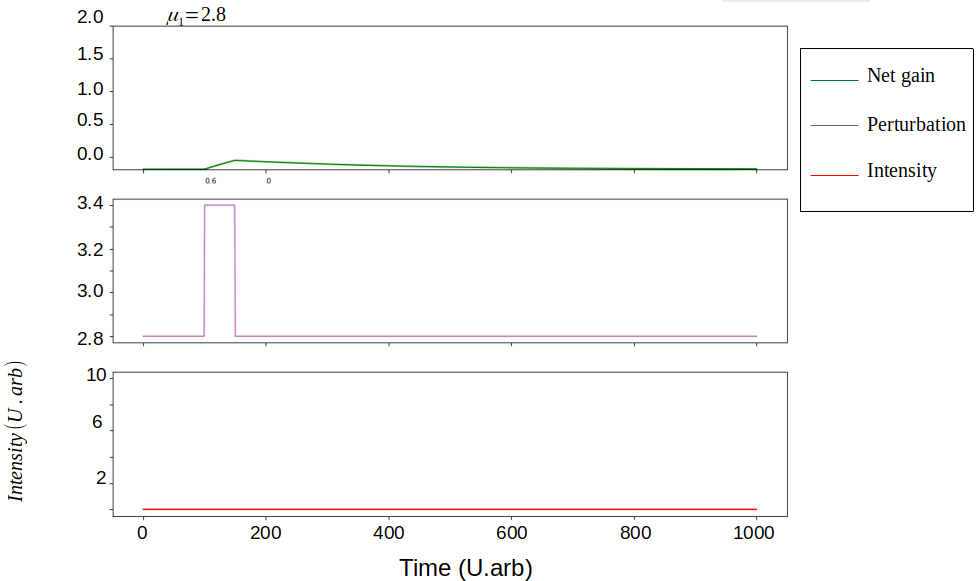 μ₁=2.8
2.0
1.5
1.0
0.5
0.0
0.6 0
Net gain
Perturbation
Intensity
3.4
3.2
3.0
2.8
Intensity(U.arb)
10
6
2
0 200 400 600 800 1000
Time (U.arb)